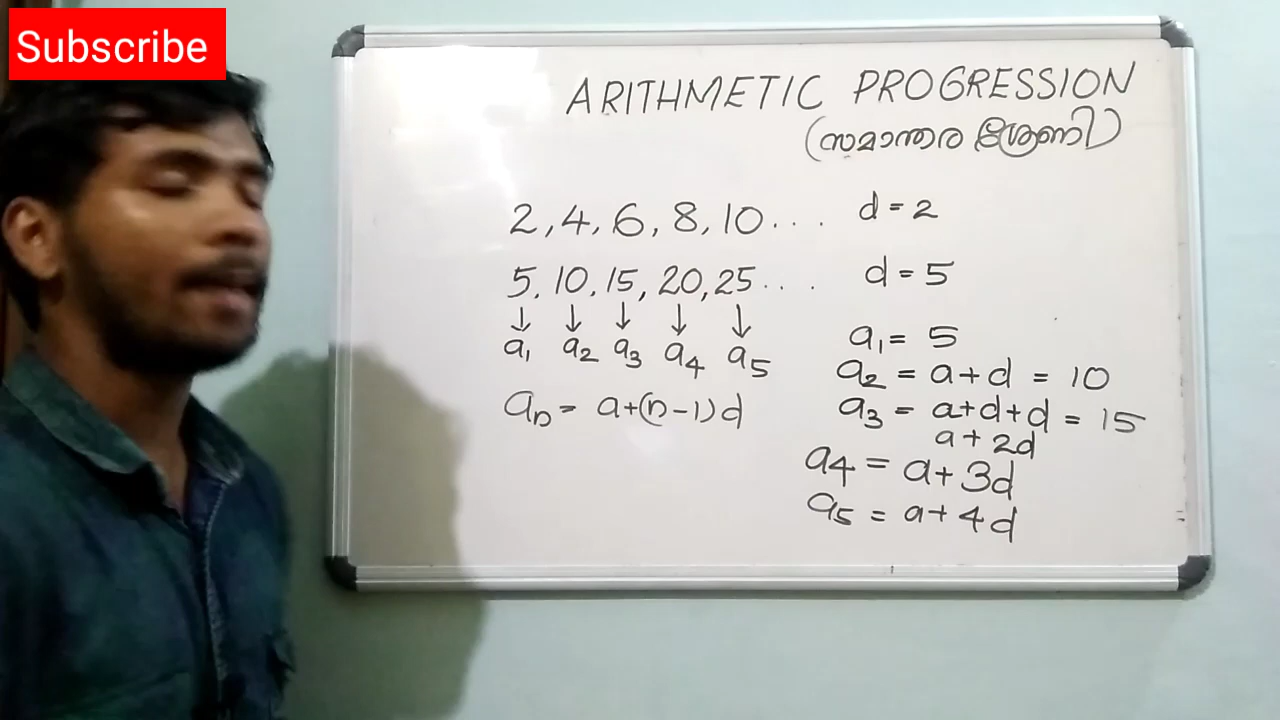 Subscribe
ARITHMETIC PROGRESSION
(സമാന്തര ശ്രേണി)
2, 4, 6, 8, 10 . . . d = 2
5, 10, 15, 20, 25 . . . . d = 5
↓ ↓ ↓ ↓ ↓
a₁ a₂ a₃ a₄ a₅
aₙ = a+(n-1)d
a₁ = 5
a₂ = a+d = 10
a₃ = a+d+d = 15
a + 2d
a₄ = a+3d
a₅ = a+4d